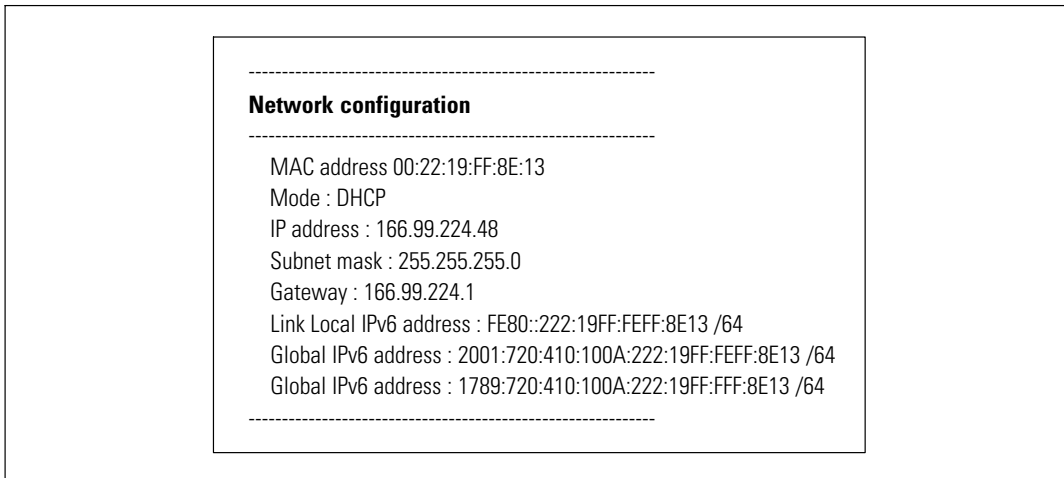 ------------------------------------------------------------
Network configuration
------------------------------------------------------------
MAC address 00:22:19:FF:8E:13
Mode : DHCP
IP address : 166.99.224.48
Subnet mask : 255.255.255.0
Gateway : 166.99.224.1
Link Local IPv6 address : FE80::222:19FF:FEFF:8E13 /64
Global IPv6 address : 2001:720:410:100A:222:19FF:FEFF:8E13 /64
Global IPv6 address : 1789:720:410:100A:222:19FF:FFF:8E13 /64
------------------------------------------------------------